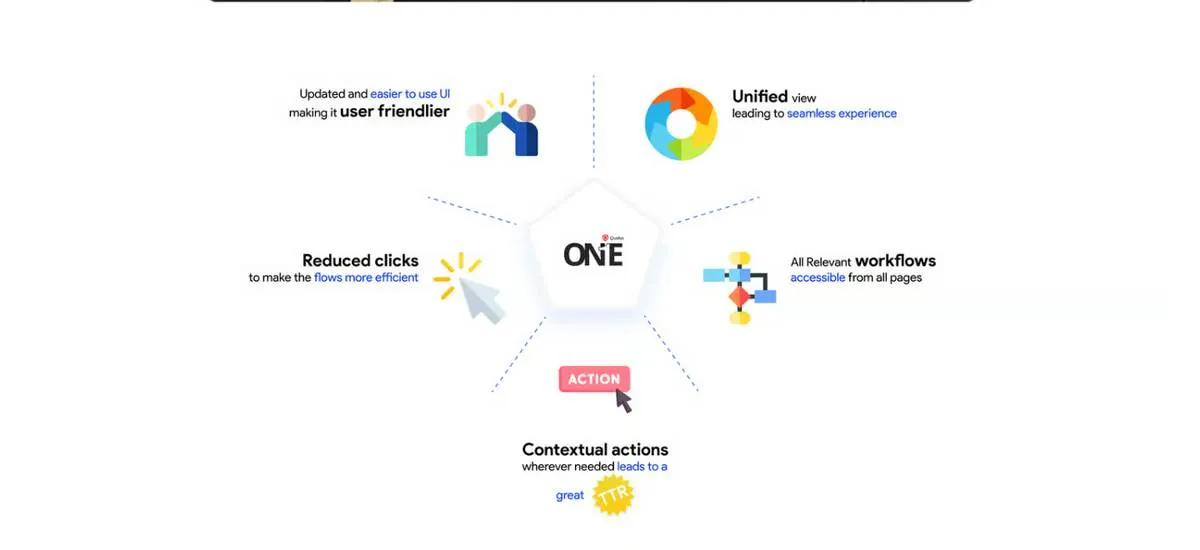 Updated and easier to use UI
making it user friendlier
Unified view
leading to seamless experience
ONE
Reduced clicks
to make the flows more efficient
All Relevant workflows
accessible from all pages
ACTION
Contextual actions
wherever needed leads to a
great TTR